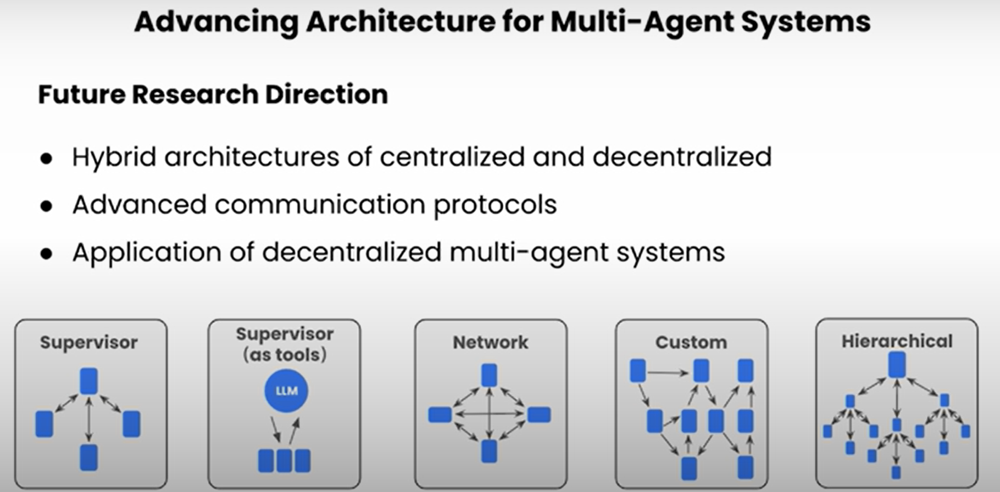 Advancing Architecture for Multi-Agent Systems
Future Research Direction
● Hybrid architectures of centralized and decentralized
● Advanced communication protocols
● Application of decentralized multi-agent systems
Supervisor
Supervisor
(as tools)
LLM
Network
Custom
Hierarchical